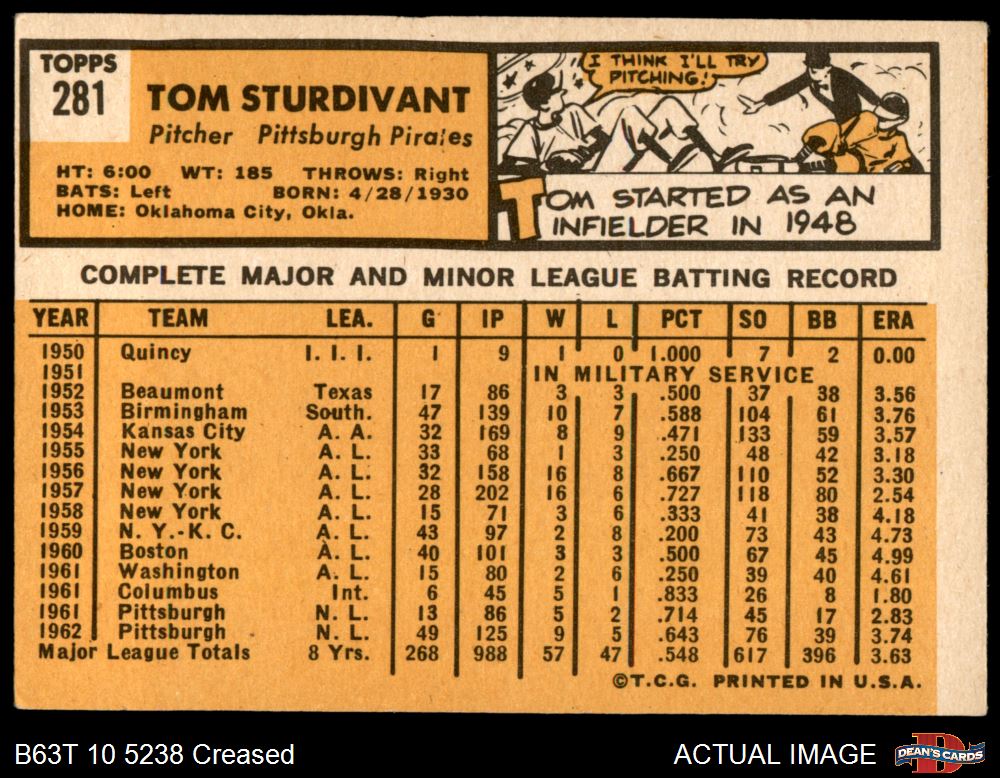 TOPPS
281
TOM STURDIVANT
Pitcher Pittsburgh Pirates
HT: 6:00 WT: 185 THROWS: Right
BATS: Left BORN: 4/28/1930
HOME: Oklahoma City, Okla.
I THINK I'LL TRY
PITCHING!
TOM STARTED AS AN
INFIELDER IN 1948
COMPLETE MAJOR AND MINOR LEAGUE BATTING RECORD
YEAR TEAM LEA. G IP W L PCT SO BB ERA
1950 Quincy I. I. I. 1 9 1 0 1.000 7 2 0.00
1951 IN MILITARY SERVICE
1952 Beaumont Texas 17 86 3 3 .500 37 38 3.56
1953 Birmingham South. 47 139 10 7 .588 104 61 3.76
1954 Kansas City A. A. 32 169 8 9 .471 133 59 3.57
1955 New York A. L. 33 68 1 3 .250 48 42 3.18
1956 New York A. L. 32 158 16 8 .667 110 52 3.30
1957 New York A. L. 28 202 16 6 .727 118 80 2.54
1958 New York A. L. 15 71 3 6 .333 41 38 4.18
1959 N. Y.-K. C. A. L. 43 97 2 8 .200 73 43 4.73
1960 Boston A. L. 40 101 3 3 .500 67 45 4.99
1961 Washington A. L. 15 80 2 6 .250 39 40 4.61
1961 Columbus Int. 6 45 5 1 .833 26 8 1.80
1961 Pittsburgh N. L. 13 86 5 2 .714 45 17 2.83
1962 Pittsburgh N. L. 49 125 9 5 .643 76 39 3.74
Major League Totals 8 Yrs. 268 988 57 47 .548 617 396 3.63
©T.C.G. PRINTED IN U.S.A.
B63T 10 5238 Creased
ACTUAL IMAGE
DEAN'S CARDS